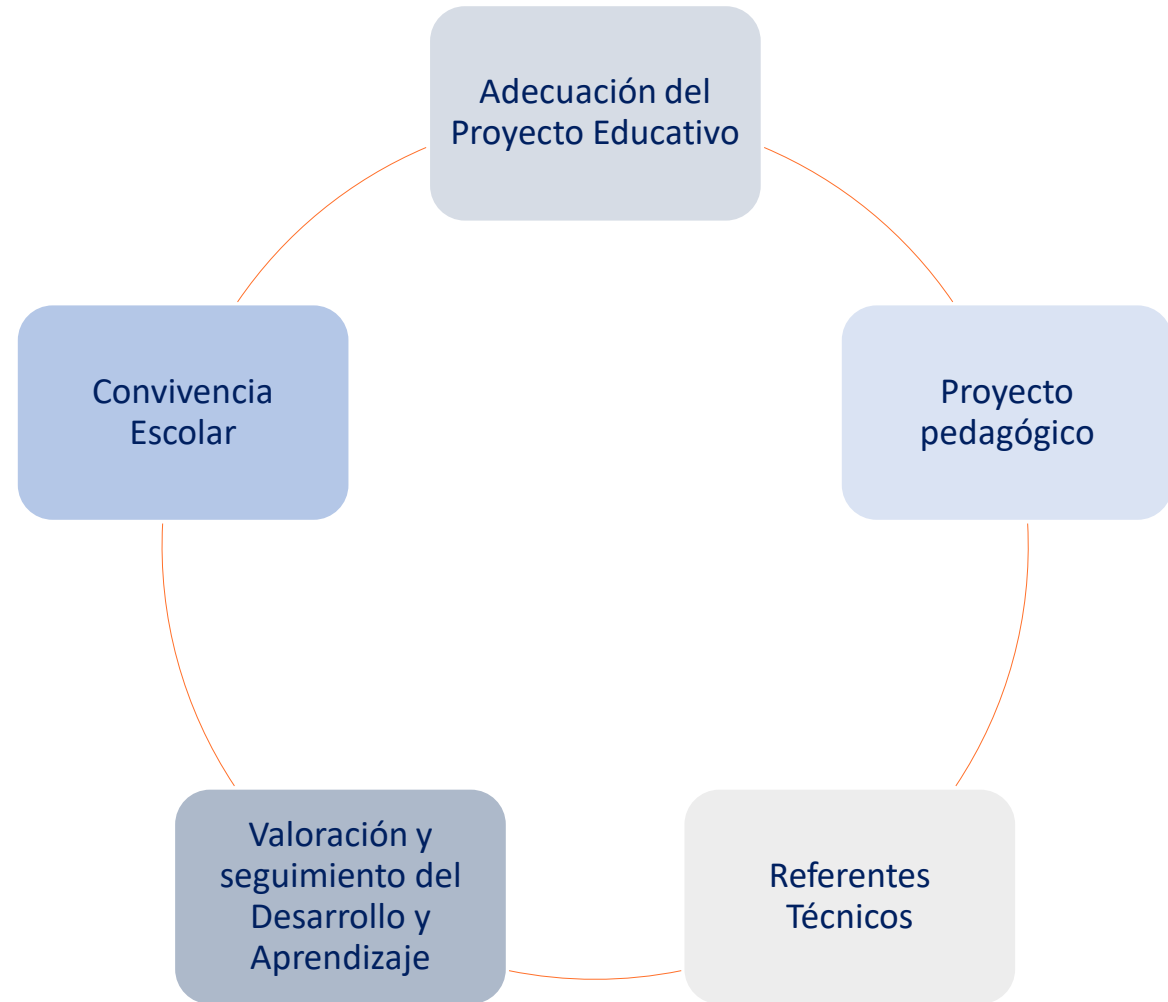 Adecuación del
Proyecto Educativo
Proyecto
pedagógico
Referentes
Técnicos
Valoración y
seguimiento del
Desarrollo y
Aprendizaje
Convivencia
Escolar